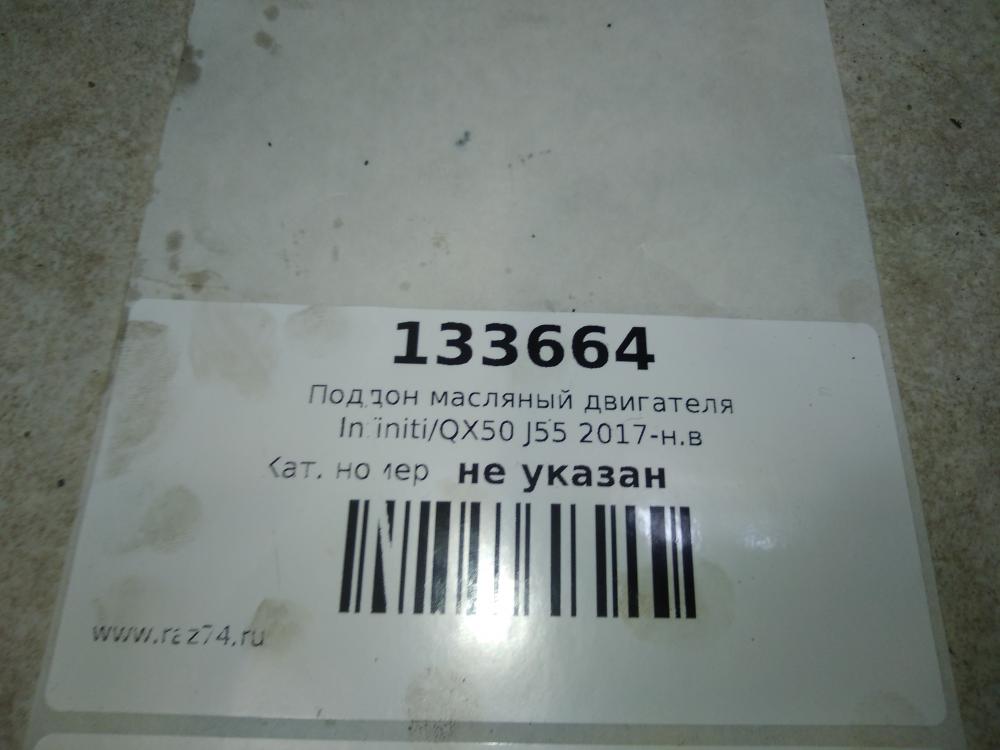 133664
Поддон масляный двигателя
Infiniti/QX50 J55 2017-н.в
Кат. номер не указан
www.raz74.ru